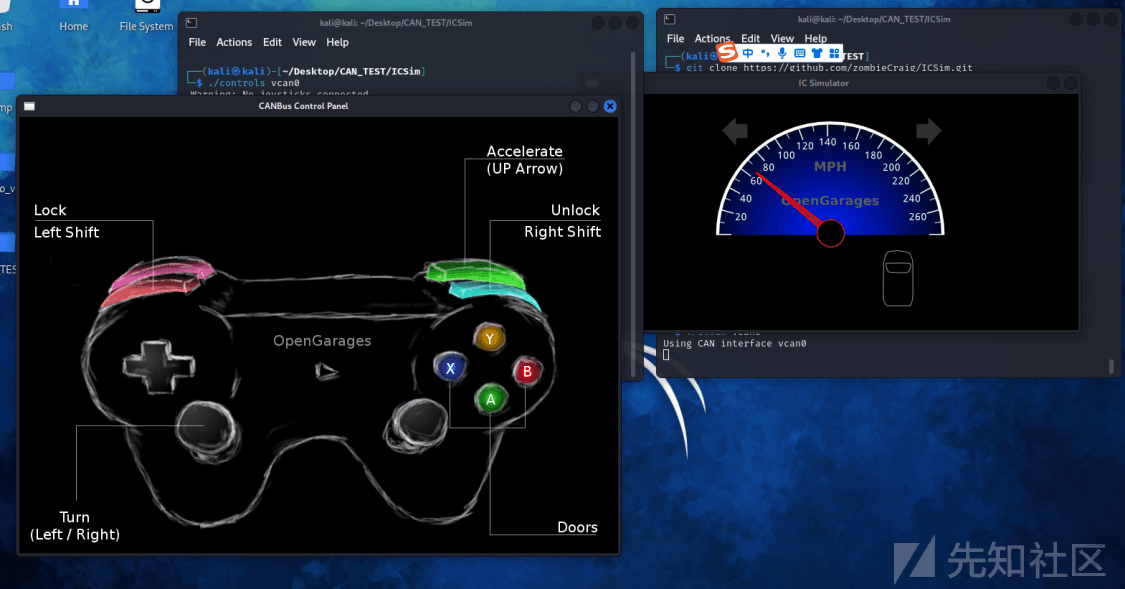 ash
Home
File System
mp
o_v
TES
kali@kali: ~/Desktop/CAN_TEST/ICSim
File Actions Edit View Help
(kali㉿kali)-[~/Desktop/CAN_TEST/ICSim]
$ ./controls vcan0
Warning: No joysticks connected
CANBus Control Panel
Accelerate
(UP Arrow)
Lock
Left Shift
Unlock
Right Shift
OpenGarages
Y
X
B
A
Turn
(Left / Right)
Doors
kali@kali: ~/Desktop/CAN_TEST/ICSim
File Actions Edit View Help
S 中
(kali TEST]
$ git clone https://github.com/zombieCraig/ICSim.git
IC Simulator
20 40 60 80 100 120 140 160 180 200 220 240 260
MPH
OpenGarages
Using CAN interface vcan0
先知社区